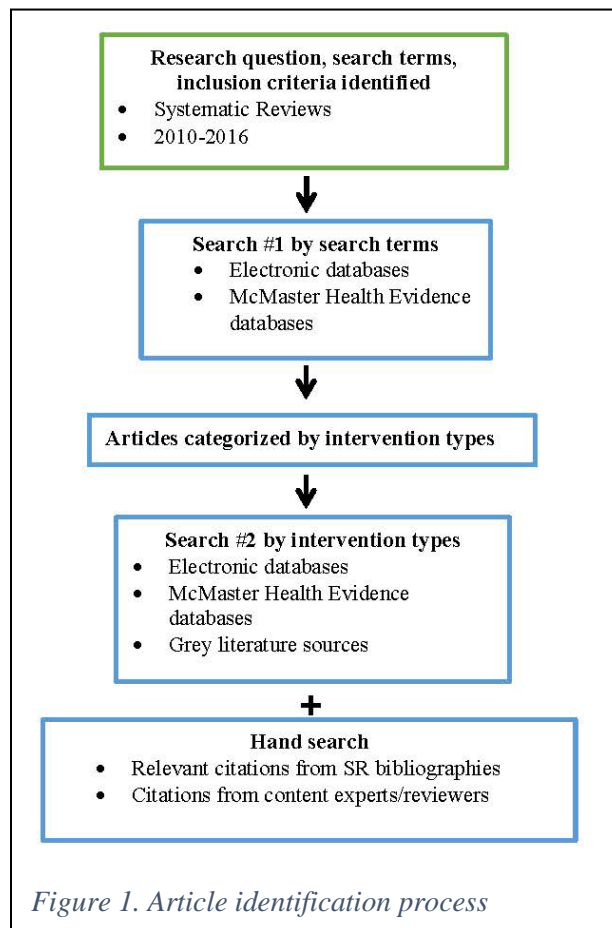 Research question, search terms,
inclusion criteria identified
• Systematic Reviews
• 2010-2016
Search #1 by search terms
• Electronic databases
• McMaster Health Evidence
databases
Articles categorized by intervention types
Search #2 by intervention types
• Electronic databases
• McMaster Health Evidence
databases
• Grey literature sources
+
Hand search
• Relevant citations from SR bibliographies
• Citations from content experts/reviewers
Figure 1. Article identification process